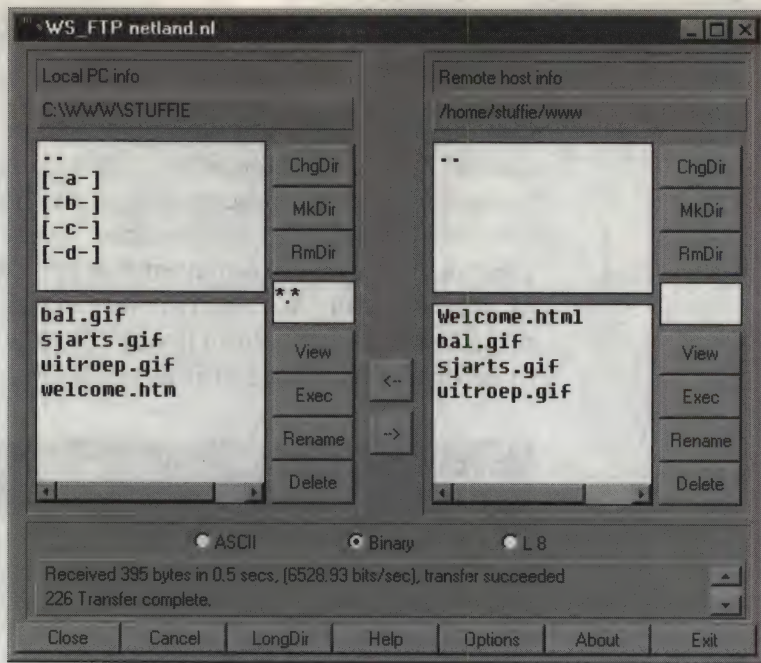 WS_FTP netland.nl
Local PC info
C:\WWW\STUFFIE
..
[-a-]
[-b-]
[-c-]
[-d-]
ChgDir
MkDir
RmDir
*.*
bal.gif
sjarts.gif
uitroep.gif
welcome.htm
View
Exec
Rename
Delete
<--
-->
Remote host info
/home/stuffie/www
..
ChgDir
MkDir
RmDir
Welcome.html
bal.gif
sjarts.gif
uitroep.gif
View
Exec
Rename
Delete
ASCII Binary L 8
Received 395 bytes in 0.5 secs, (6528.93 bits/sec), transfer succeeded
226 Transfer complete.
Close Cancel LongDir Help Options About Exit